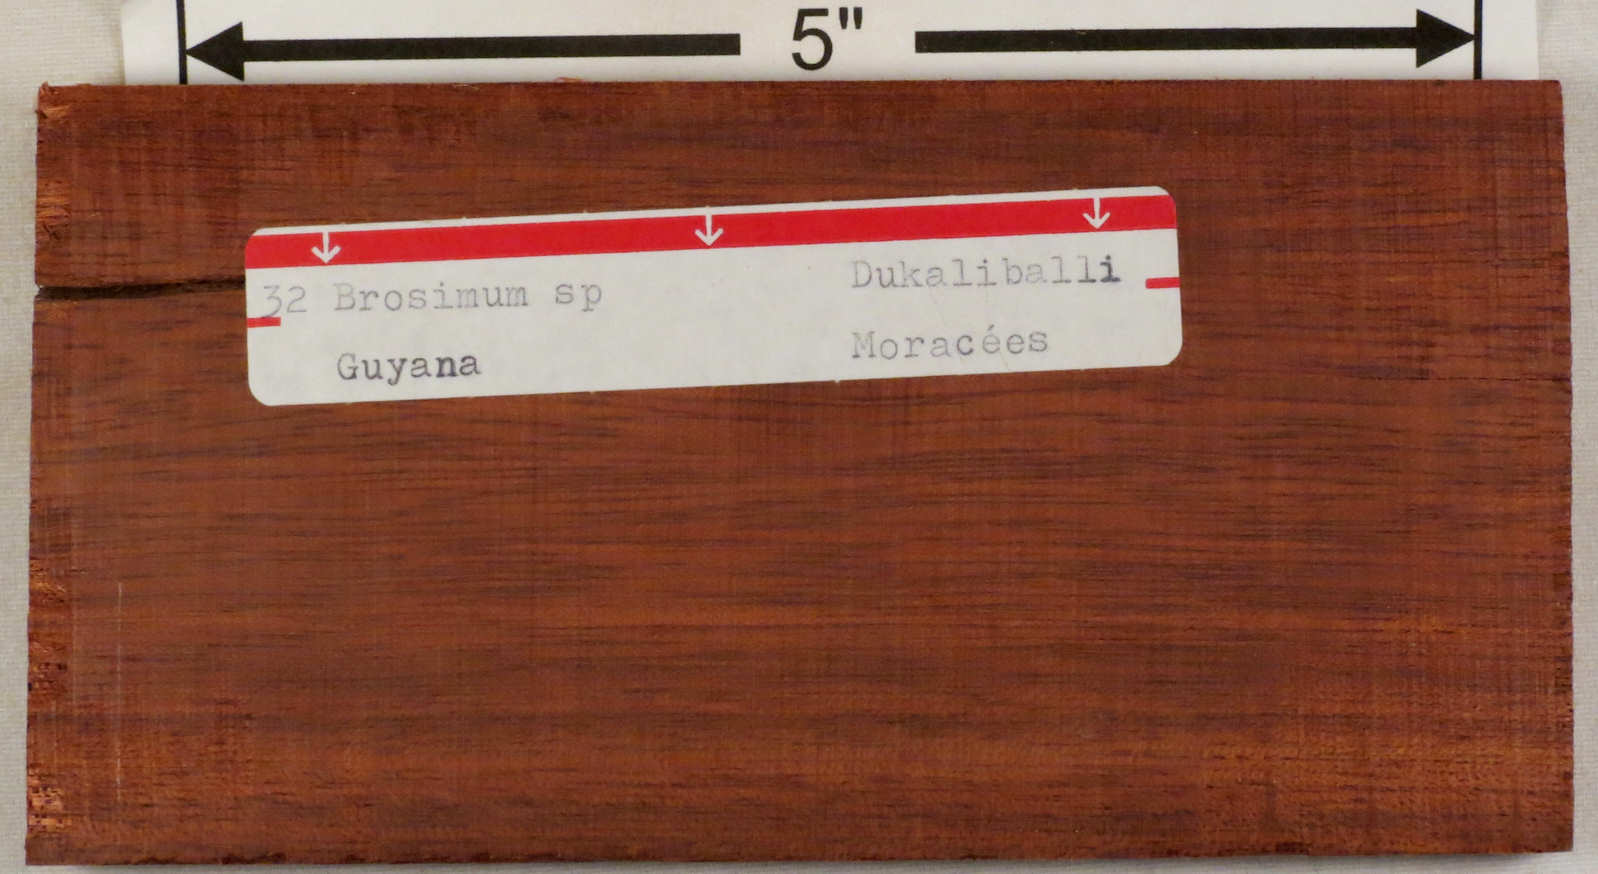 5"
32 Brosimum sp Dukaliballi
Guyana Moracées